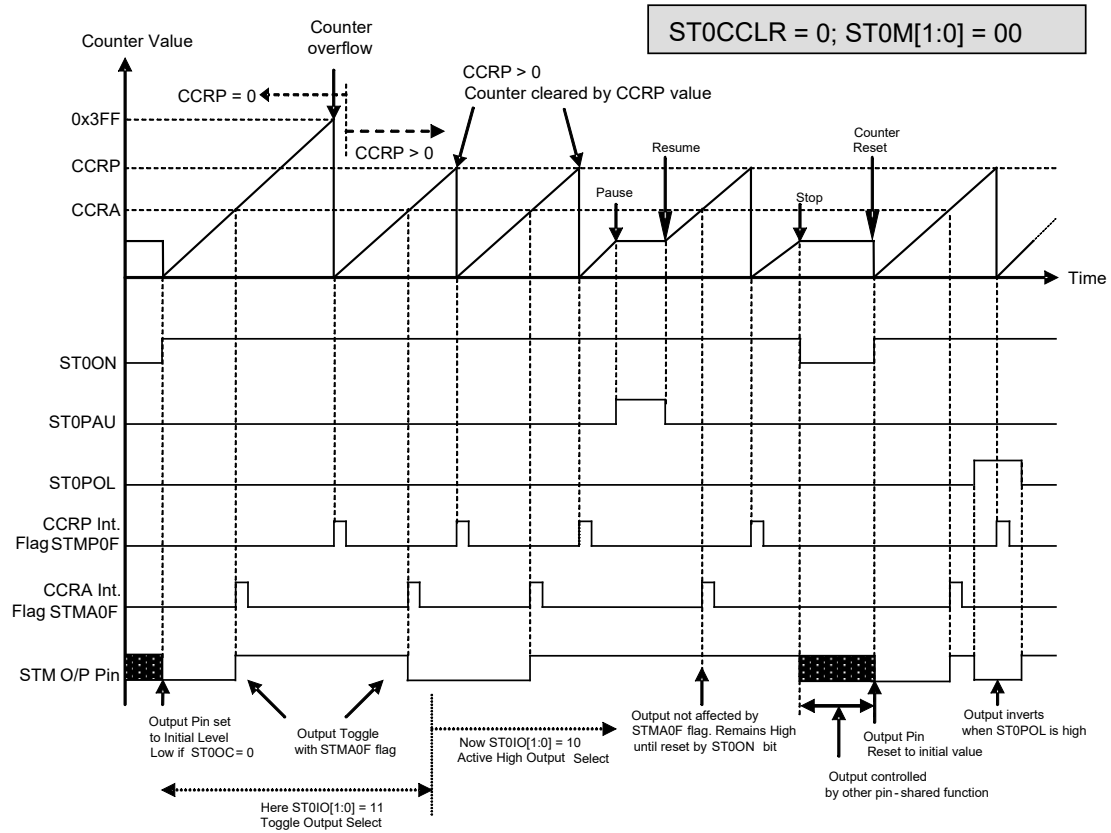 ST0CCLR = 0; ST0M[1:0] = 00
Counter Value
Counter
overflow
CCRP = 0
CCRP > 0
CCRP > 0
Counter cleared by CCRP value
0x3FF
CCRP
CCRA
Pause
Resume
Stop
Counter
Reset
Time
ST0ON
ST0PAU
ST0POL
CCRP Int.
Flag STMP0F
CCRA Int.
Flag STMA0F
STM O/P Pin
Output Pin set
to Initial Level
Low if ST0OC=0
Output Toggle
with STMA0F flag
Here ST0IO[1:0] = 11
Toggle Output Select
Now ST0IO[1:0] = 10
Active High Output Select
Output not affected by
STMA0F flag. Remains High
until reset by ST0ON bit
Output controlled
by other pin-shared function
Output Pin
Reset to initial value
Output inverts
when ST0POL is high